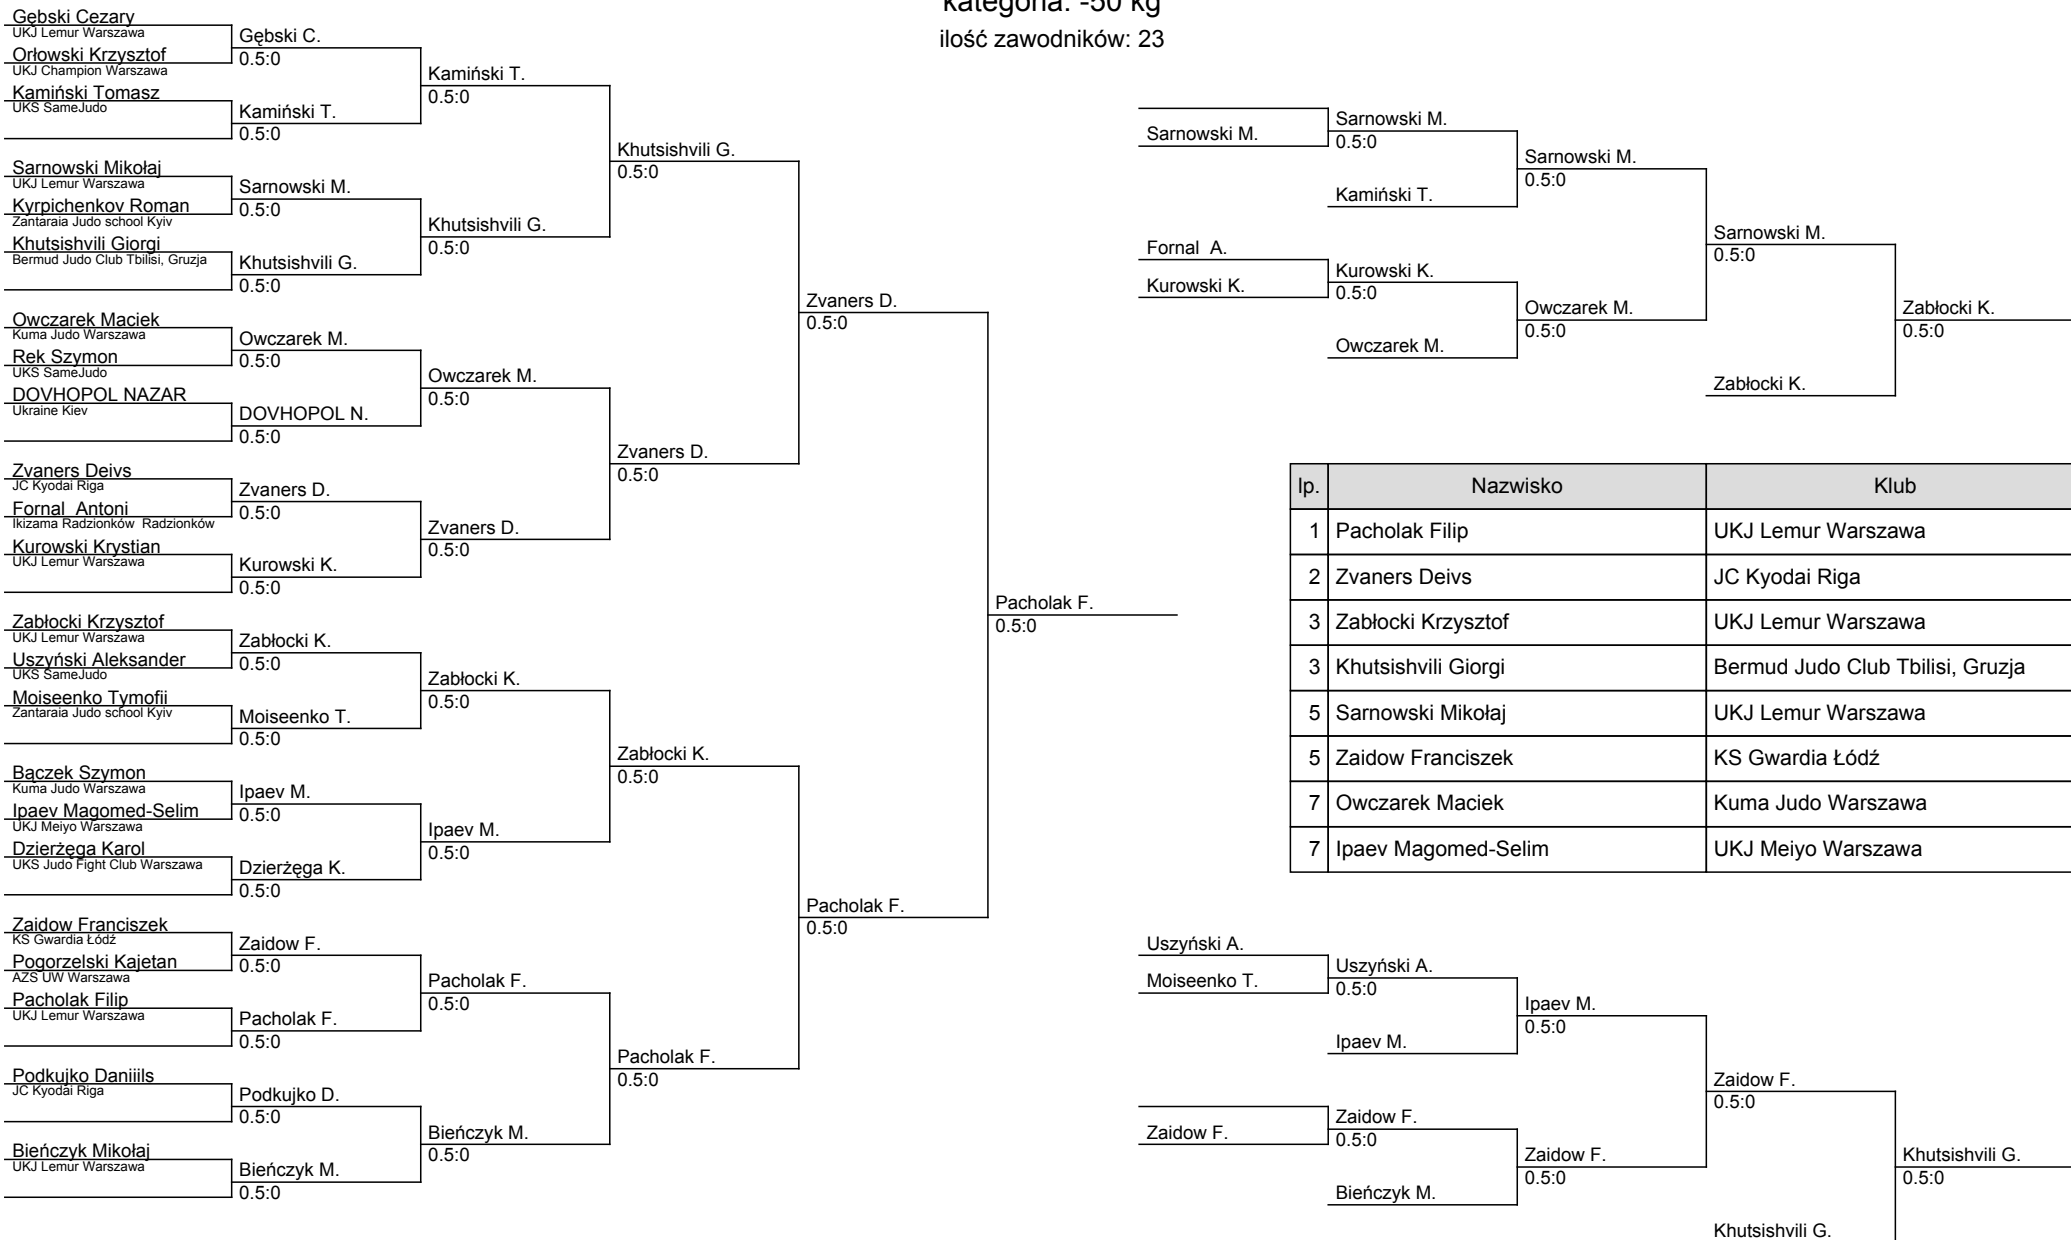 kategoria: -50 kg
ilość zawodników: 23
Gębski Cezary
UKJ Lemur Warszawa
Orłowski Krzysztof
UKJ Champion Warszawa
Kamiński Tomasz
UKS SameJudo
Sarnowski Mikołaj
UKJ Lemur Warszawa
Kyrpichenkov Roman
Zantaraia Judo school Kyiv
Khutsishvili Giorgi
Bermud Judo Club Tbilisi, Gruzja
Owczarek Maciek
Kuma Judo Warszawa
Rek Szymon
UKS SameJudo
DOVHOPOL NAZAR
Ukraine Kiev
Zvaners Deivs
JC Kyodai Riga
Fornal  Antoni
Ikizama Radzionków  Radzionków
Kurowski Krystian
UKJ Lemur Warszawa
Zabłocki Krzysztof
UKJ Lemur Warszawa
Uszyński Aleksander
UKS SameJudo
Moiseenko Tymofii
Zantaraia Judo school Kyiv
Bączek Szymon
Kuma Judo Warszawa
Ipaev Magomed-Selim
UKJ Meiyo Warszawa
Dzierżęga Karol
UKS Judo Fight Club Warszawa
Zaidow Franciszek
KS Gwardia Łódź
Pogorzelski Kajetan
AZS UW Warszawa
Pacholak Filip
UKJ Lemur Warszawa
Podkujko Daniiils
JC Kyodai Riga
Bieńczyk Mikołaj
UKJ Lemur Warszawa
Gębski C.
0.5:0
Kamiński T.
0.5:0
Sarnowski M.
0.5:0
Khutsishvili G.
0.5:0
Owczarek M.
0.5:0
DOVHOPOL N.
0.5:0
Zvaners D.
0.5:0
Kurowski K.
0.5:0
Zabłocki K.
0.5:0
Moiseenko T.
0.5:0
Ipaev M.
0.5:0
Dzierżęga K.
0.5:0
Zaidow F.
0.5:0
Pacholak F.
0.5:0
Podkujko D.
0.5:0
Bieńczyk M.
0.5:0
Kamiński T.
0.5:0
Khutsishvili G.
0.5:0
Owczarek M.
0.5:0
Zvaners D.
0.5:0
Zabłocki K.
0.5:0
Ipaev M.
0.5:0
Pacholak F.
0.5:0
Bieńczyk M.
0.5:0
Khutsishvili G.
0.5:0
Zvaners D.
0.5:0
Zabłocki K.
0.5:0
Pacholak F.
0.5:0
Zvaners D.
0.5:0
Pacholak F.
0.5:0
Pacholak F.
0.5:0
Sarnowski M.
Fornal  A.
Kurowski K.
Sarnowski M.
0.5:0
Kamiński T.
Kurowski K.
0.5:0
Owczarek M.
Sarnowski M.
0.5:0
Owczarek M.
0.5:0
Sarnowski M.
0.5:0
Zabłocki K.
Zabłocki K.
0.5:0
lp. Nazwisko Klub
1 Pacholak Filip UKJ Lemur Warszawa
2 Zvaners Deivs JC Kyodai Riga
3 Zabłocki Krzysztof UKJ Lemur Warszawa
3 Khutsishvili Giorgi Bermud Judo Club Tbilisi, Gruzja
5 Sarnowski Mikołaj UKJ Lemur Warszawa
5 Zaidow Franciszek KS Gwardia Łódź
7 Owczarek Maciek Kuma Judo Warszawa
7 Ipaev Magomed-Selim UKJ Meiyo Warszawa
Uszyński A.
Moiseenko T.
Zaidow F.
Uszyński A.
0.5:0
Ipaev M.
Zaidow F.
0.5:0
Bieńczyk M.
Ipaev M.
0.5:0
Zaidow F.
0.5:0
Zaidow F.
0.5:0
Khutsishvili G.
Khutsishvili G.
0.5:0